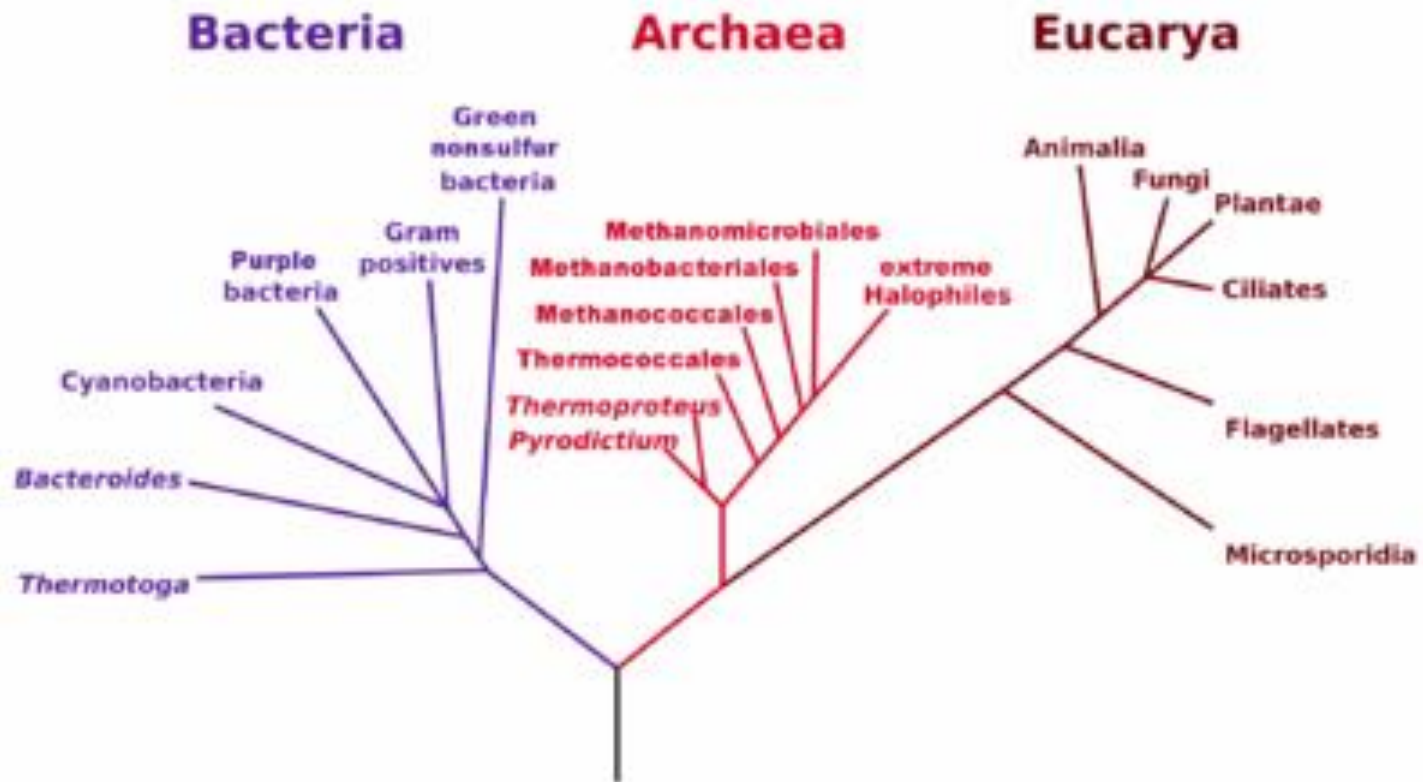 Bacteria
Archaea
Eucarya
Green
nonsulfur
bacteria
Gram
positives
Purple
bacteria
Cyanobacteria
Bacteroides
Thermotoga
Methanomicrobiales
Methanobacteriales
extreme
Halophiles
Methanococcales
Thermococcales
Thermoproteus
Pyrodictium
Animalia
Fungi
Plantae
Ciliates
Flagellates
Microsporidia